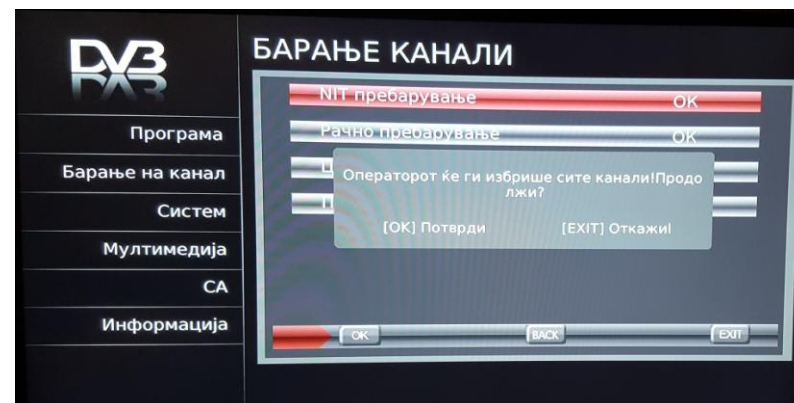 DVB
БАРАЊЕ КАНАЛИ
NIT пребарување OK
Рачно пребарување OK
Програма
Барање на канал
Систем
Мултимедија
CA
Информација
Операторот ќе ги избрише сите канали!Продо
лжи?
[OK] Потврди [EXIT] Откажи!
OK BACK EXIT